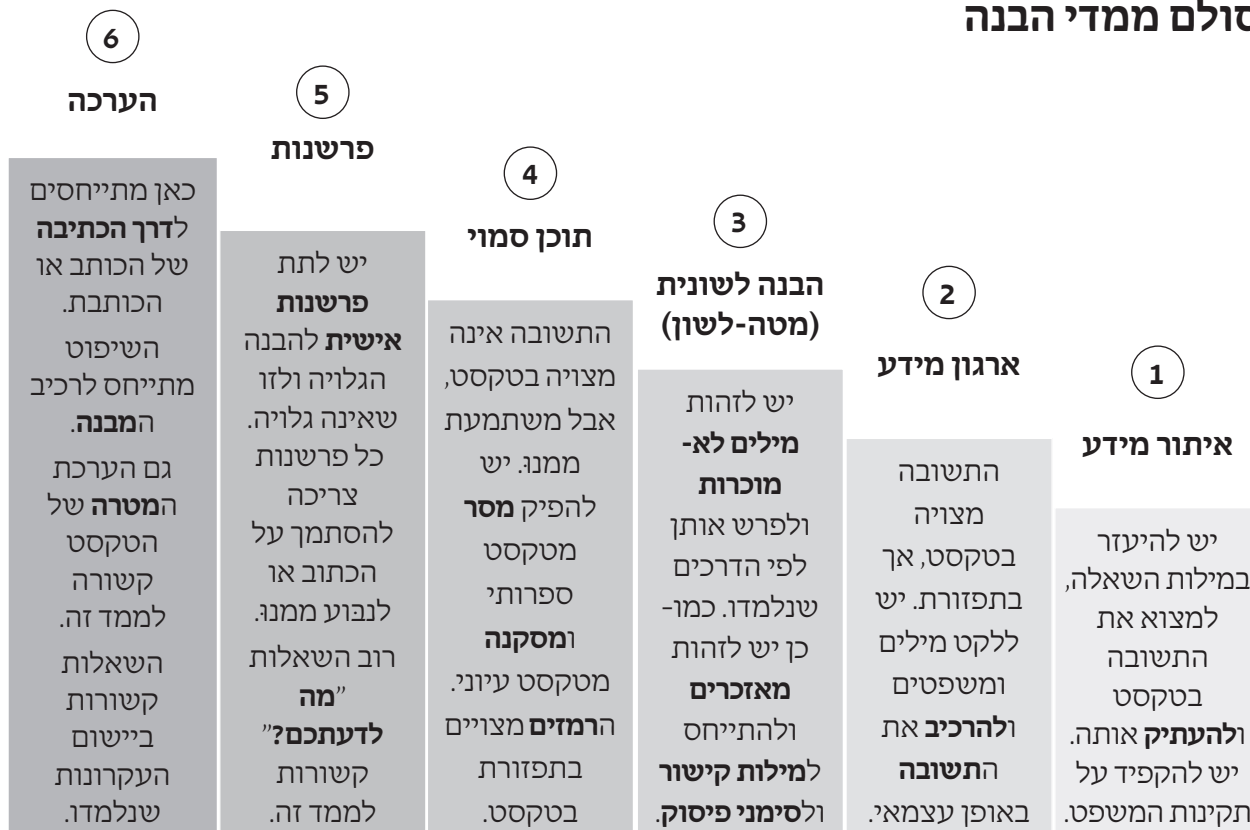 סולם ממדי הבנה
1
איתור מידע
יש להיעזר
במילות השאלה,
למצוא את
התשובה
בטקסט
ולהעתיק אותה.
יש להקפיד על
תקינות המשפט.
2
ארגון מידע
התשובה
מצויה
בטקסט, אך
בתפזורת. יש
ללקט מילים
ומשפטים
ולהרכיב את
התשובה
באופן עצמאי.
3
הבנה לשונית
(מטה-לשון)
יש לזהות
מילים לא-
מוכרות
ולפרש אותן
לפי הדרכים
שנלמדו. כמו-
כן יש לזהות
מאזכרים
ולהתייחס
למילות קישור
ולסימני פיסוק.
4
תוכן סמוי
התשובה אינה
מצויה בטקסט,
אבל משתמעת
ממנוּ. יש
להפיק מסר
מטקסט
ספרותי
ומסקנה
מטקסט עיוני.
הרמזים מצויים
בתפזורת
בטקסט.
5
פרשנות
יש לתת
פרשנות
אישית להבנה
הגלויה ולזו
שאינה גלויה.
כל פרשנות
צריכה
להסתמך על
הכתוב או
לנבּוע ממנוּ.
רוב השאלות
"מה
לדעתכם?"
קשורות
לממד זה.
6
הערכה
כאן מתייחסים
לדרך הכתיבה
של הכותב או
הכותבת.
השיפוט
מתייחס לרכיב
המבנה.
גם הערכת
המטרה של
הטקסט
קשורה
לממד זה.
השאלות
קשורות
ביישום
העקרונות
שנלמדו.